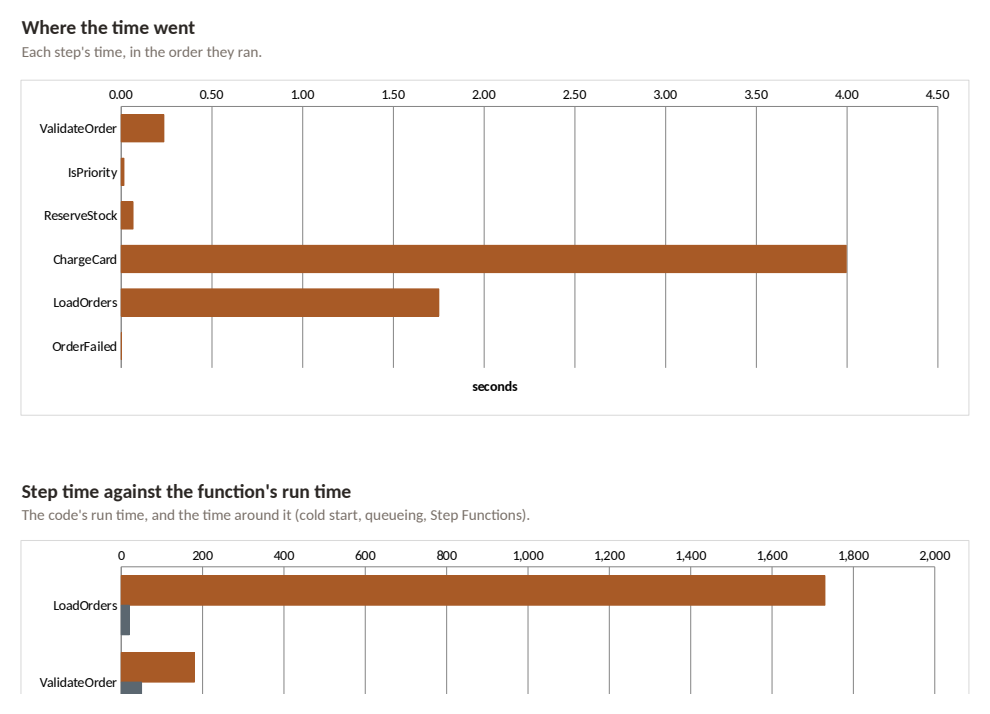 Where the time went
Each step's time, in the order they ran.
0.00 0.50 1.00 1.50 2.00 2.50 3.00 3.50 4.00 4.50
ValidateOrder
IsPriority
ReserveStock
ChargeCard
LoadOrders
OrderFailed
seconds
Step time against the function's run time
The code's run time, and the time around it (cold start, queueing, Step Functions).
0 200 400 600 800 1,000 1,200 1,400 1,600 1,800 2,000
LoadOrders
ValidateOrder